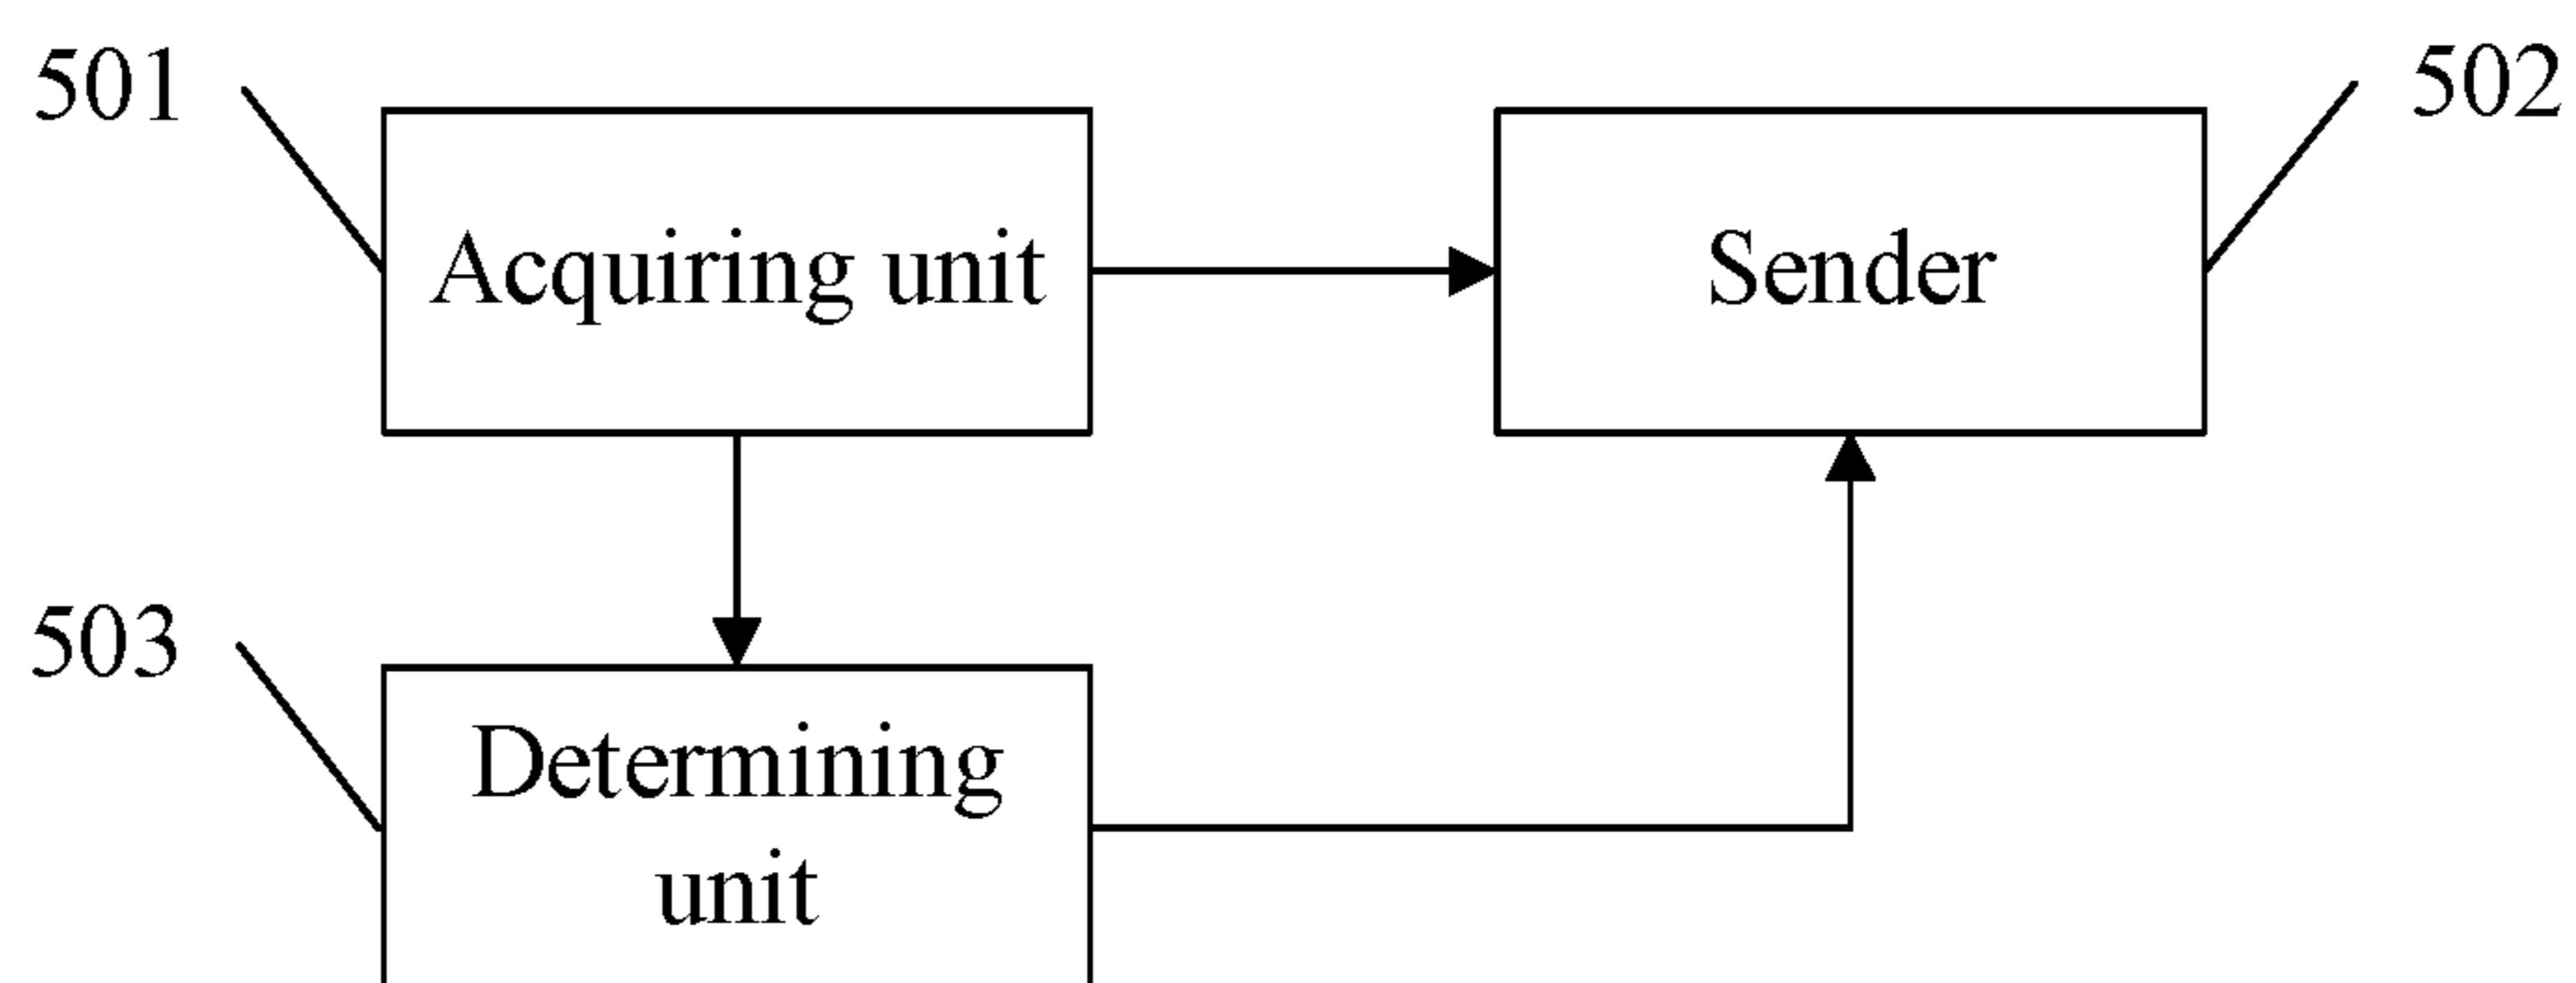 501
Acquiring unit
Sender
502
503
Determining
unit